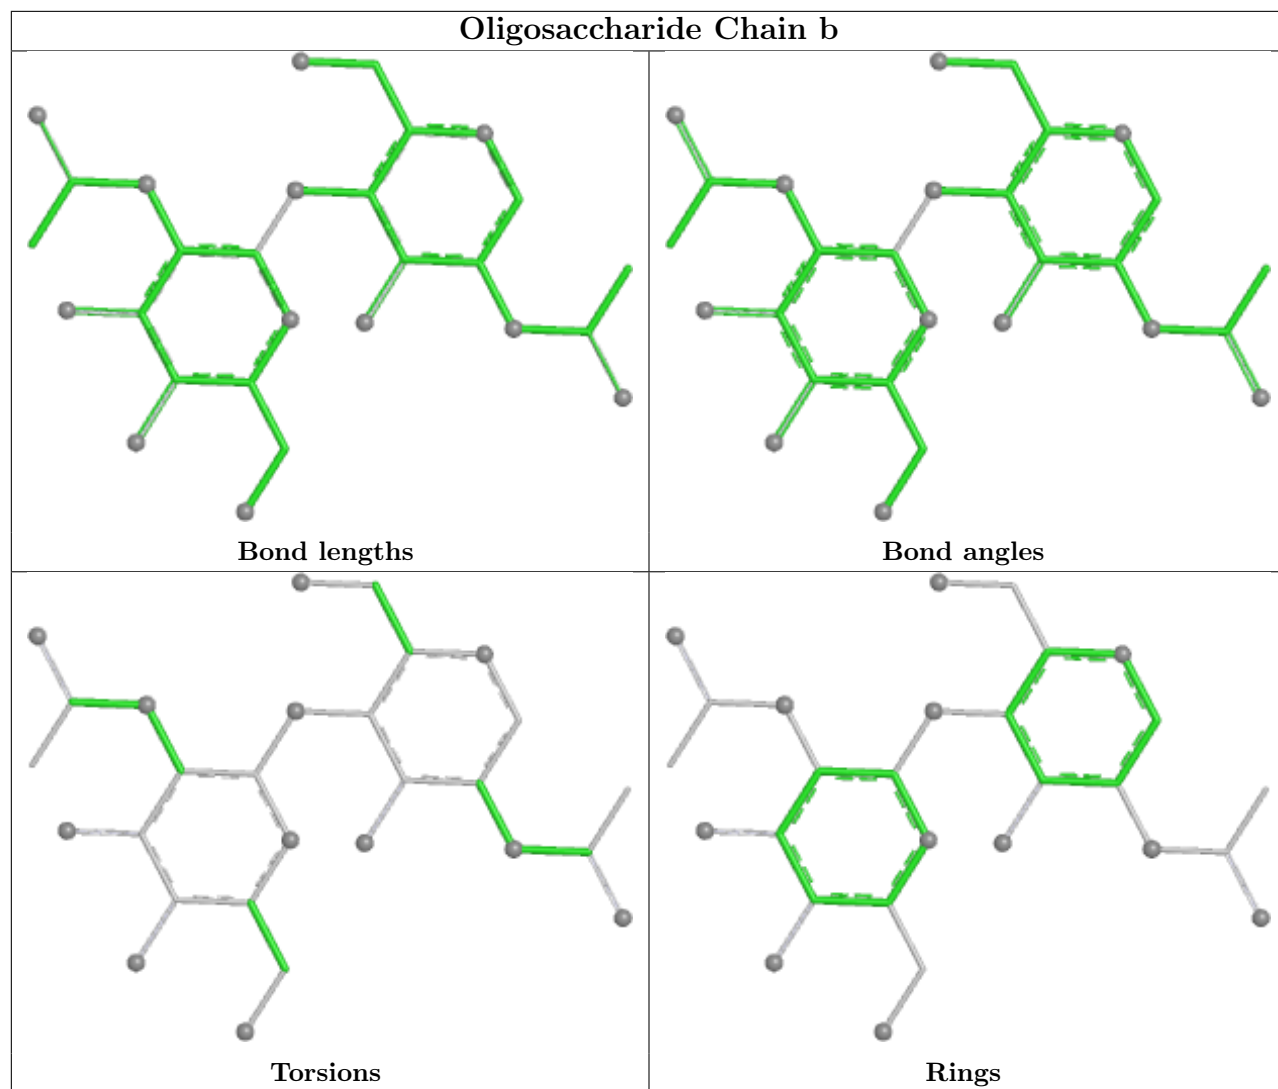 Oligosaccharide Chain b
Bond lengths
Bond angles
Torsions
Rings